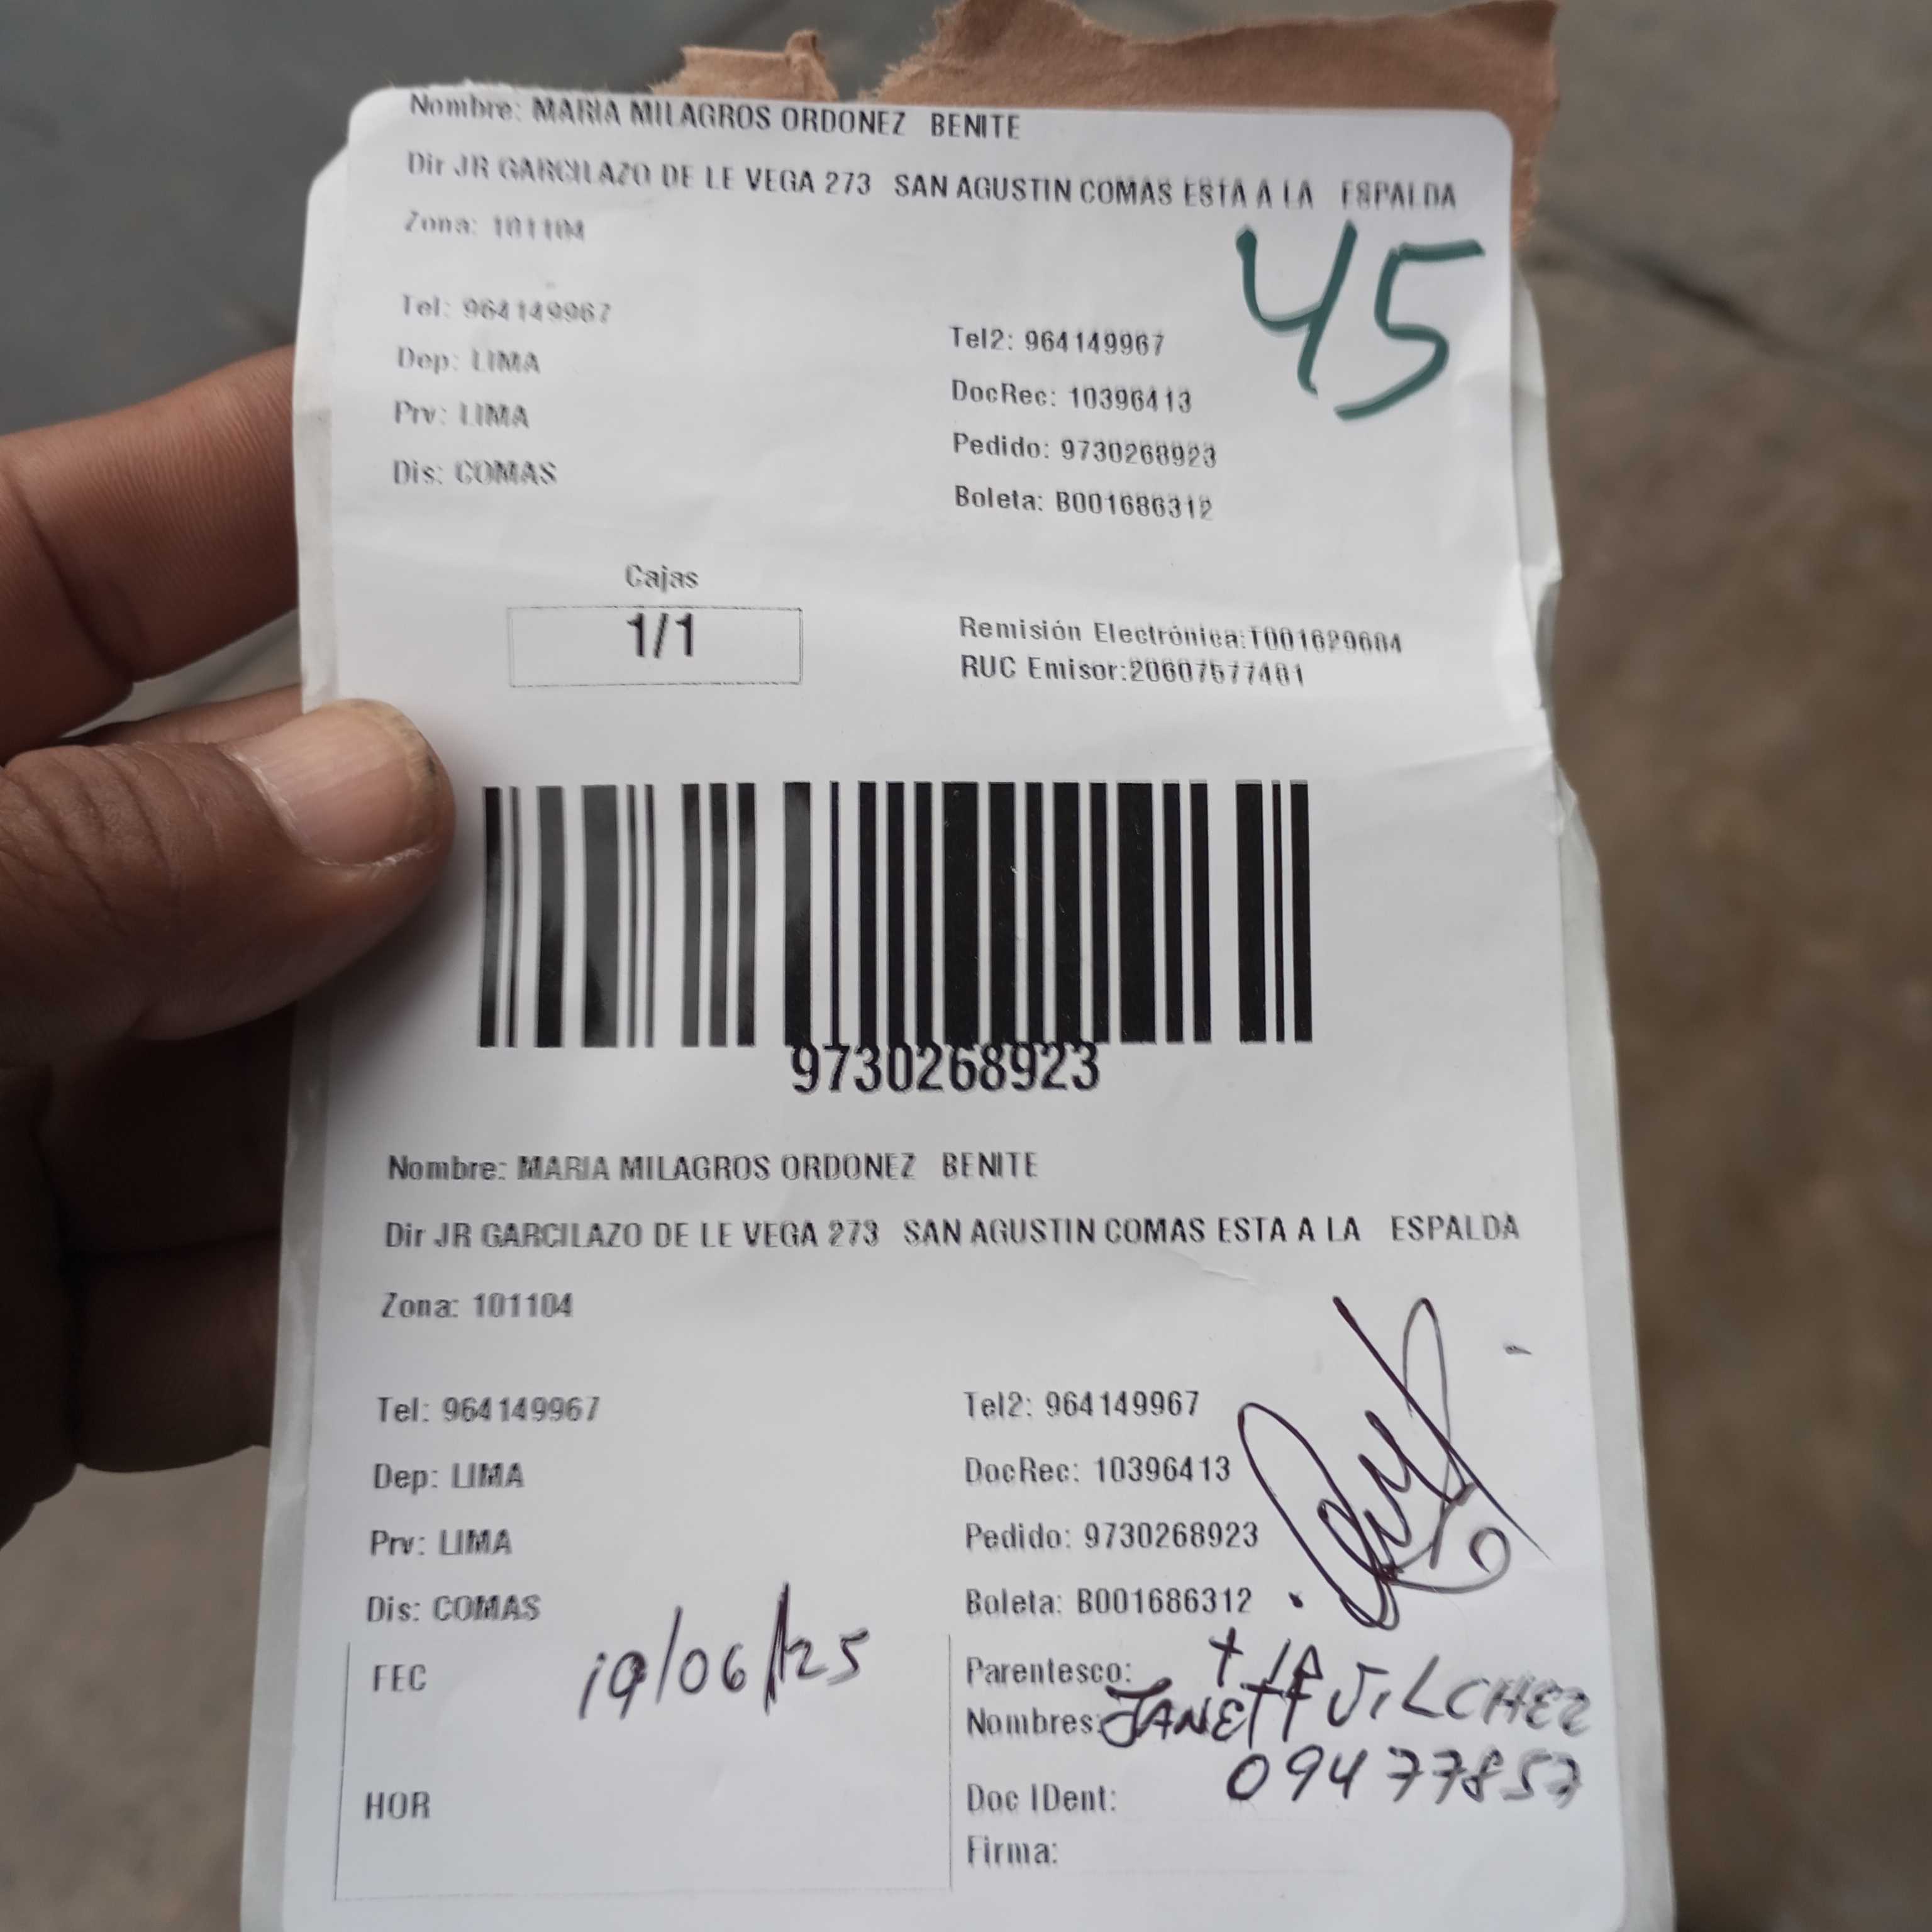 Nombre: MARIA MILAGROS ORDONEZ BENITE
Dir JR GARCILAZO DE LE VEGA 273 SAN AGUSTIN COMAS ESTA A LA ESPALDA
Zona: 101104
45
Tel: 964149967
Tel2: 964149967
Dep: LIMA
DocRec: 10396413
Prv: LIMA
Pedido: 9730268923
Dis: COMAS
Boleta: B001686312
Cajas
1/1
Remisión Electrónica:T001629684
RUC Emisor:20607577481
9730268923
Nombre: MARIA MILAGROS ORDONEZ BENITE
Dir JR GARCILAZO DE LE VEGA 273 SAN AGUSTIN COMAS ESTA A LA ESPALDA
Zona: 101104
Tel: 964149967
Tel2: 964149967
Dep: LIMA
DocRec: 10396413
Prv: LIMA
Pedido: 9730268923
Dis: COMAS
Boleta: B001686312
FEC 19/06/25
Parentesco: tIA
Nombres: JANETT VILCHEZ
09477857
HOR
Doc IDent:
Firma: